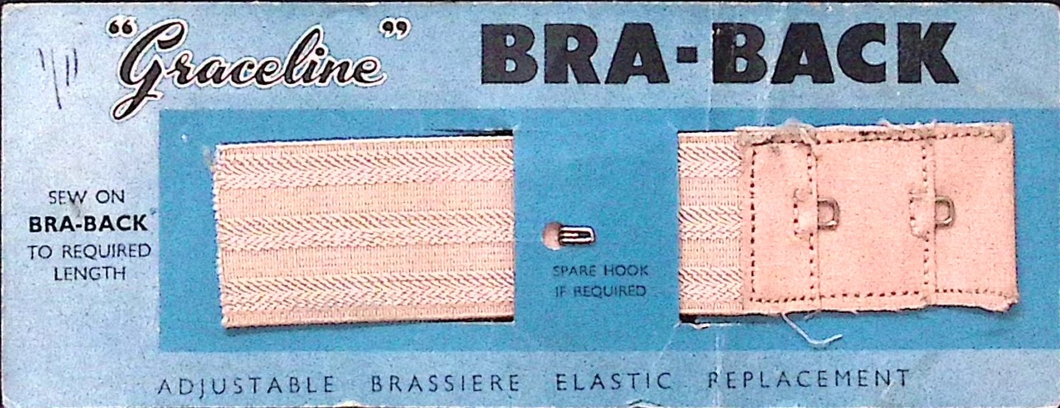 "Graceline" BRA-BACK
SEW ON
BRA-BACK
TO REQUIRED
LENGTH
SPARE HOOK
IF REQUIRED
ADJUSTABLE BRASSIERE ELASTIC REPLACEMENT